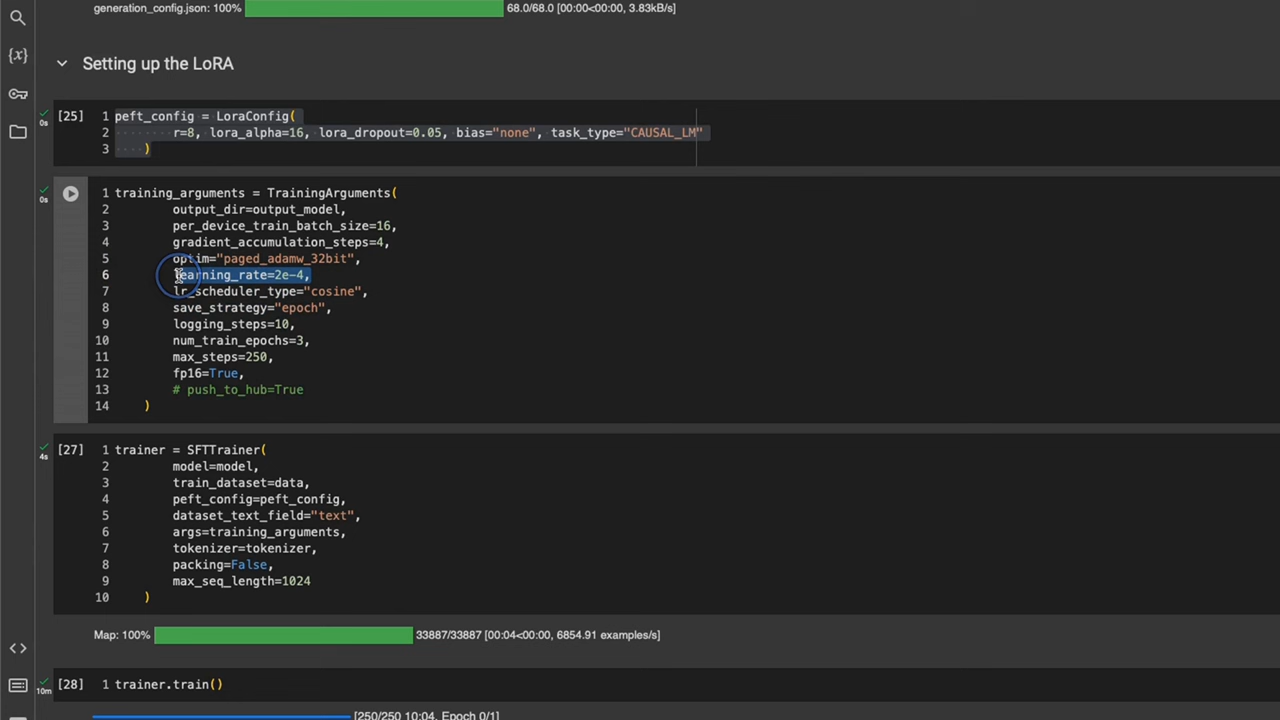 generation_config.json: 100% 68.0/68.0 [00:00<00:00, 3.83kB/s]
{x}
Setting up the LoRA
0s [25] 1 peft_config = LoraConfig(
2 r=8, lora_alpha=16, lora_dropout=0.05, bias="none", task_type="CAUSAL_LM"
3 )
0s 1 training_arguments = TrainingArguments(
2 output_dir=output_model,
3 per_device_train_batch_size=16,
4 gradient_accumulation_steps=4,
5 optim="paged_adamw_32bit",
6 learning_rate=2e-4,
7 lr_scheduler_type="cosine",
8 save_strategy="epoch",
9 logging_steps=10,
10 num_train_epochs=3,
11 max_steps=250,
12 fp16=True,
13 # push_to_hub=True
14 )
4s [27] 1 trainer = SFTTrainer(
2 model=model,
3 train_dataset=data,
4 peft_config=peft_config,
5 dataset_text_field="text",
6 args=training_arguments,
7 tokenizer=tokenizer,
8 packing=False,
9 max_seq_length=1024
10 )
Map: 100% 33887/33887 [00:04<00:00, 6854.91 examples/s]
10m [28] 1 trainer.train()
[250/250 10:04, Epoch 0/1]